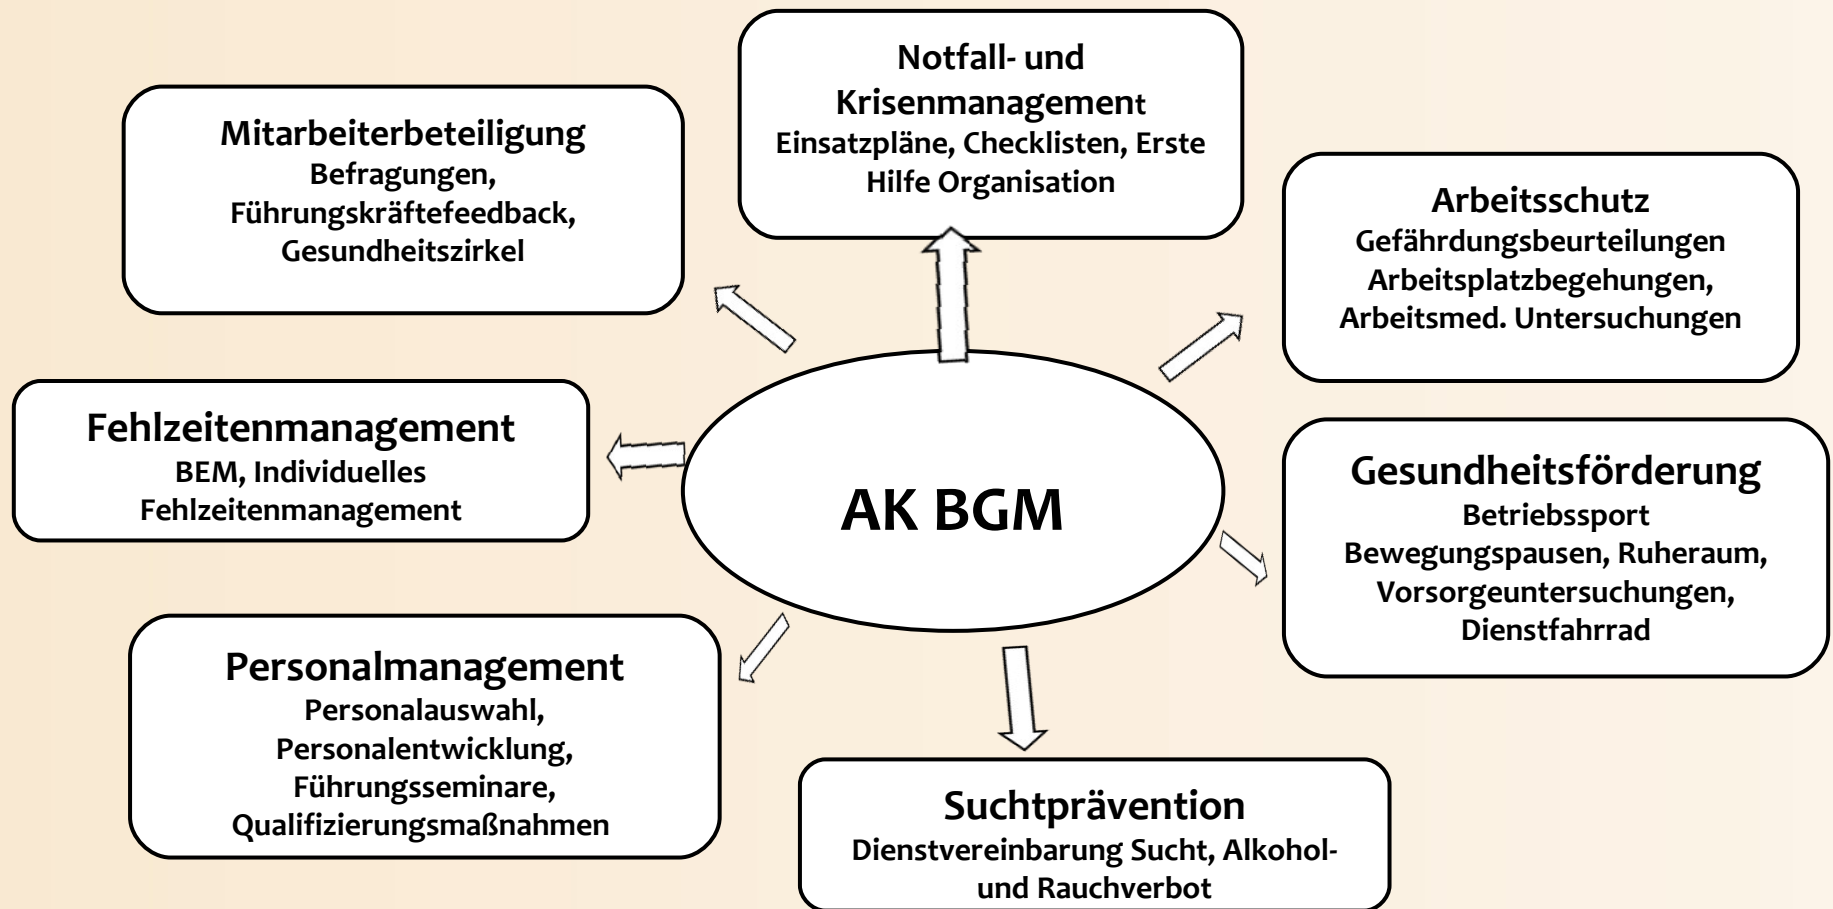 Notfall- und
Krisenmanagement
Einsatzpläne, Checklisten, Erste
Hilfe Organisation
Mitarbeiterbeteiligung
Befragungen,
Führungskräftefeedback,
Gesundheitszirkel
Arbeitsschutz
Gefährdungsbeurteilungen
Arbeitsplatzbegehungen,
Arbeitsmed. Untersuchungen
Fehlzeitenmanagement
BEM, Individuelles
Fehlzeitenmanagement
AK BGM
Gesundheitsförderung
Betriebssport
Bewegungspausen, Ruheraum,
Vorsorgeuntersuchungen,
Dienstfahrrad
Personalmanagement
Personalauswahl,
Personalentwicklung,
Führungsseminare,
Qualifizierungsmaßnahmen
Suchtprävention
Dienstvereinbarung Sucht, Alkohol-
und Rauchverbot